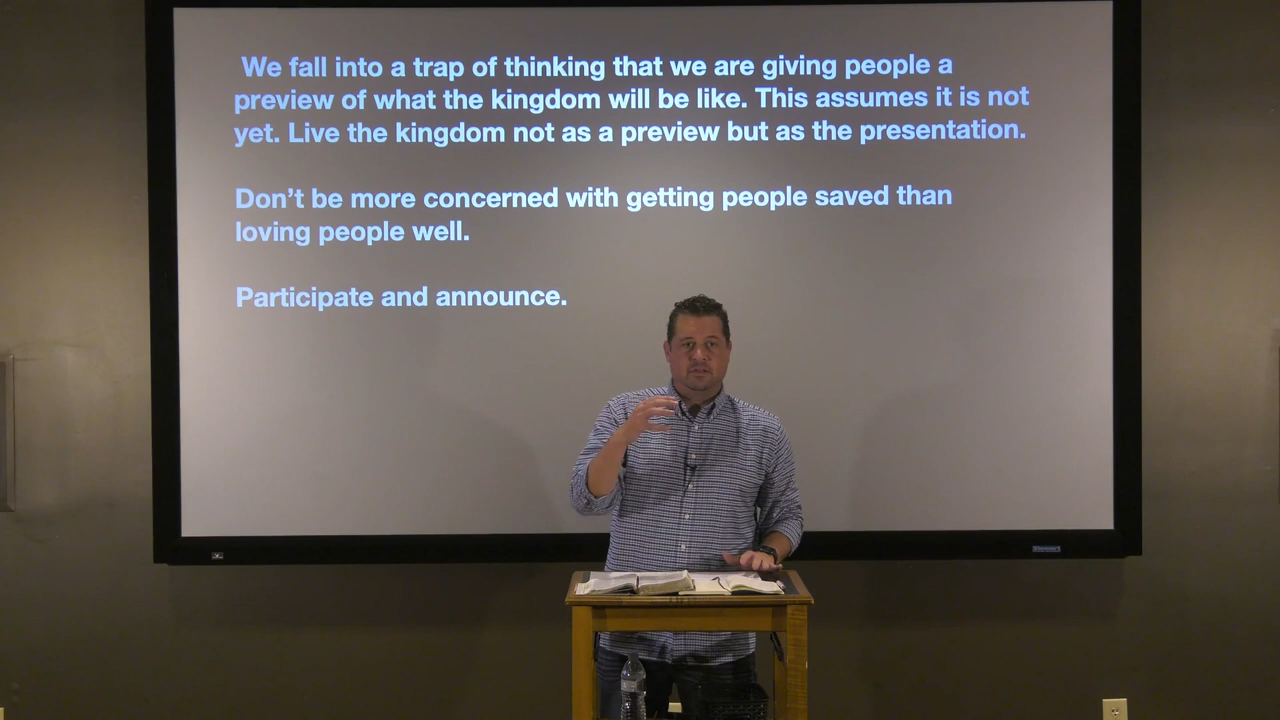 We fall into a trap of thinking that we are giving people a
preview of what the kingdom will be like. This assumes it is not
yet. Live the kingdom not as a preview but as the presentation.
Don’t be more concerned with getting people saved than
loving people well.
Participate and announce.